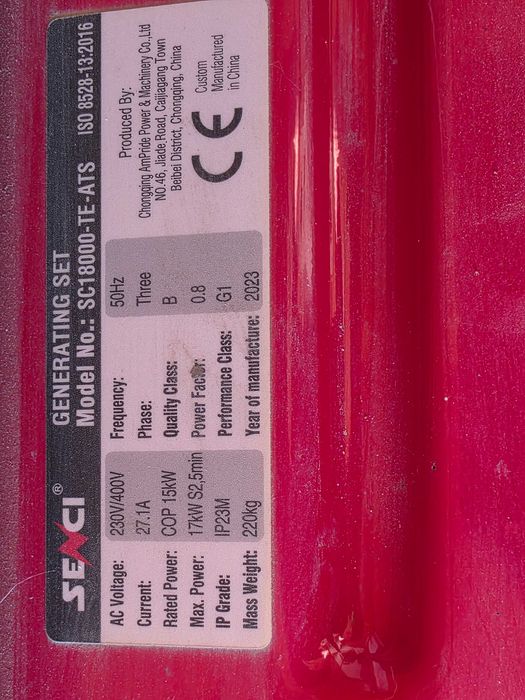 SENCI®
GENERATING SET
Model No.: SC18000-TE-ATS
ISO 8528-13:2016
AC Voltage: 230V/400V
Current: 27.1A
Rated Power: COP 15kW
Max. Power: 17kW S2,5min
IP Grade: IP23M
Mass Weight: 220kg
Frequency: 50Hz
Phase: Three
Quality Class: B
Power Factor: 0.8
Performance Class: G1
Year of manufacture: 2023
Produced By:
Chongqing AmPride Power & Machinery Co.,Ltd
NO.46, Jiade Road, Caijiagang Town
Beibei District, Chongqing, China
CE
Custom
Manufactured
in China